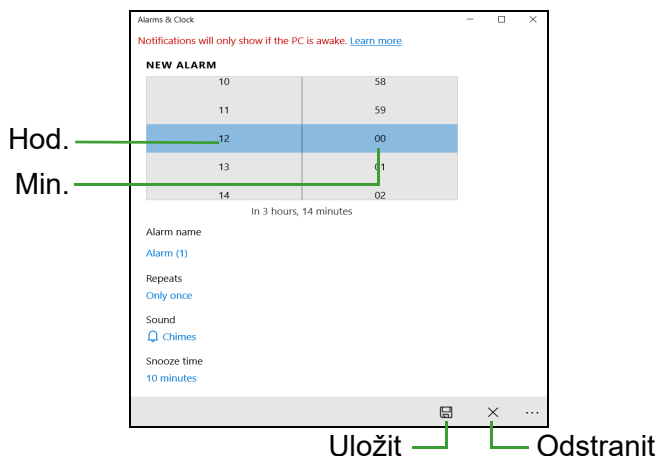 Alarms & Clock
Notifications will only show if the PC is awake. Learn more
NEW ALARM
10 58
11 59
Hod. 12 00
Min. 13 01
14 02
In 3 hours, 14 minutes
Alarm name
Alarm (1)
Repeats
Only once
Sound
Chimes
Snooze time
10 minutes
Uložit Odstranit